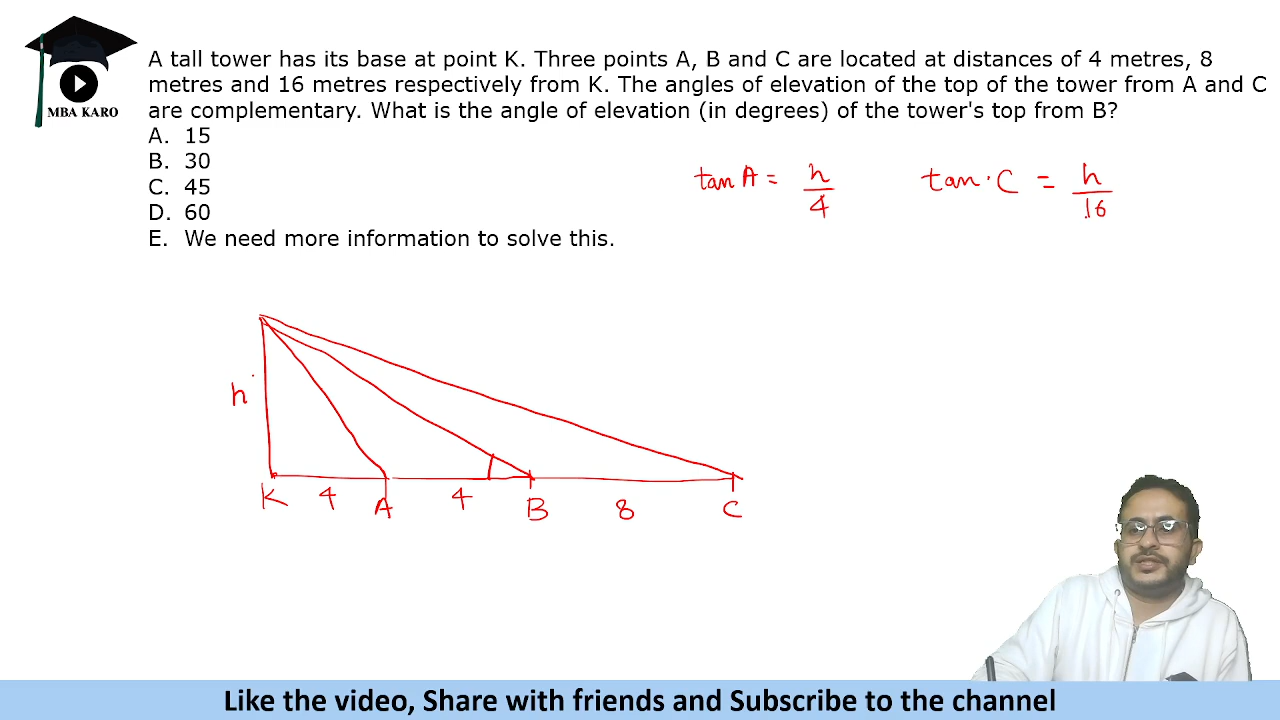 MBA KARO
A tall tower has its base at point K. Three points A, B and C are located at distances of 4 metres, 8
metres and 16 metres respectively from K. The angles of elevation of the top of the tower from A and C
are complementary. What is the angle of elevation (in degrees) of the tower's top from B?
A. 15
B. 30
C. 45
D. 60
E. We need more information to solve this.
tan A = h/4
tan C = h/16
h
K 4 A 4 B 8 C
Like the video, Share with friends and Subscribe to the channel